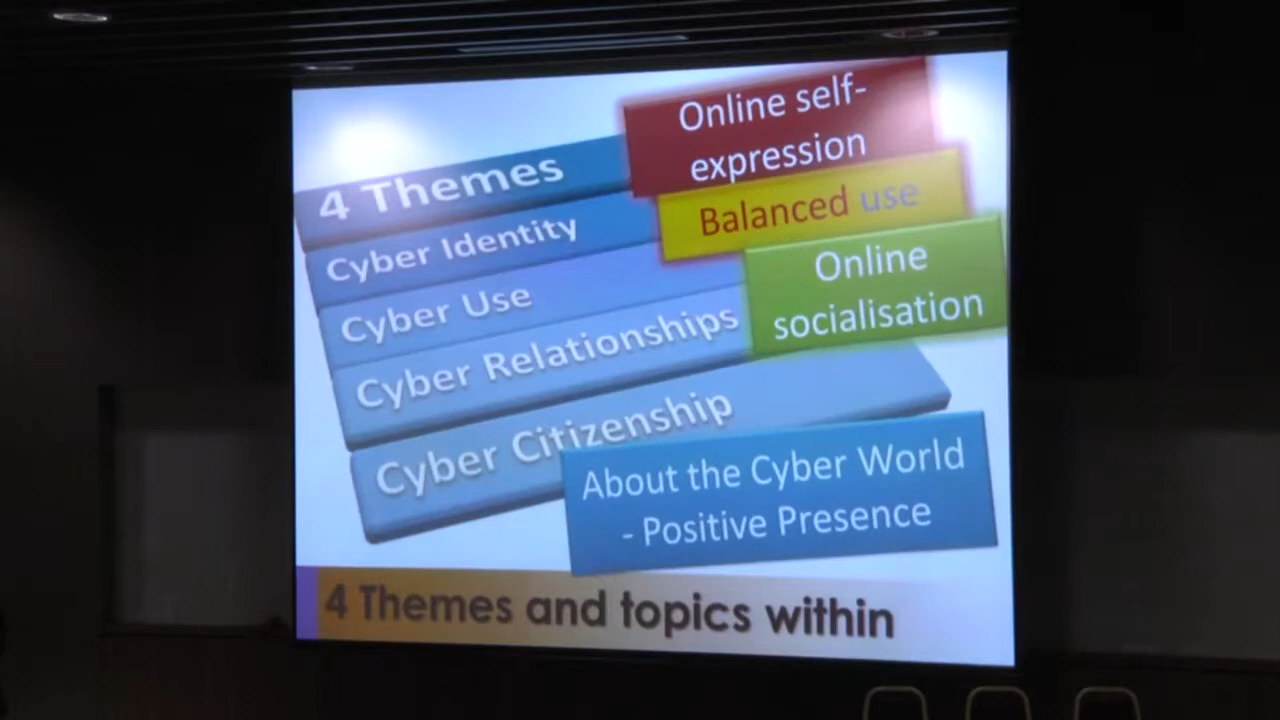 4 Themes
Online self-
expression
Cyber Identity
Balanced use
Cyber Use
Online
socialisation
Cyber Relationships
Cyber Citizenship
About the Cyber World
- Positive Presence
4 Themes and topics within